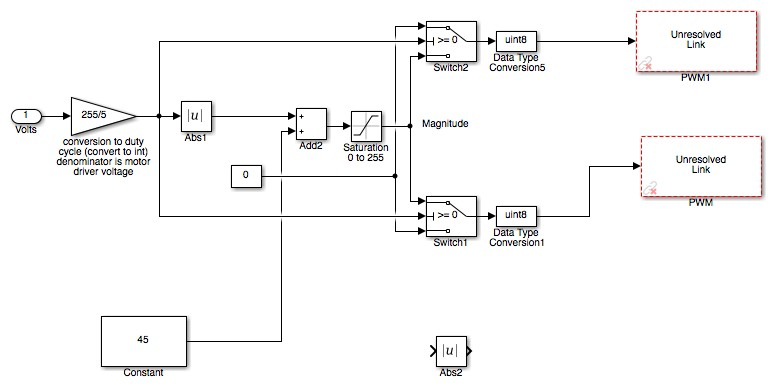 1
Volts
255/5
conversion to duty
cycle (convert to int)
denominator is motor
driver voltage
|u|
Abs1
+
+
Add2
Saturation
0 to 255
0
Magnitude
>= 0
Switch2
uint8
Data Type
Conversion5
Unresolved
Link
PWM1
>= 0
Switch1
uint8
Data Type
Conversion1
Unresolved
Link
PWM
45
Constant
|u|
Abs2